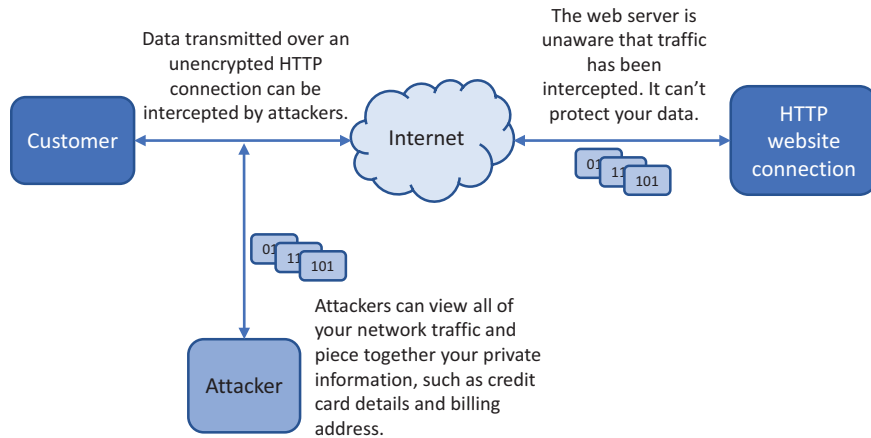 Data transmitted over an
unencrypted HTTP
connection can be
intercepted by attackers.
The web server is
unaware that traffic
has been
intercepted. It can't
protect your data.
Customer
Internet
HTTP
website
connection
01
11
101
01
11
101
Attackers can view all of
your network traffic and
piece together your private
information, such as credit
card details and billing
address.
Attacker